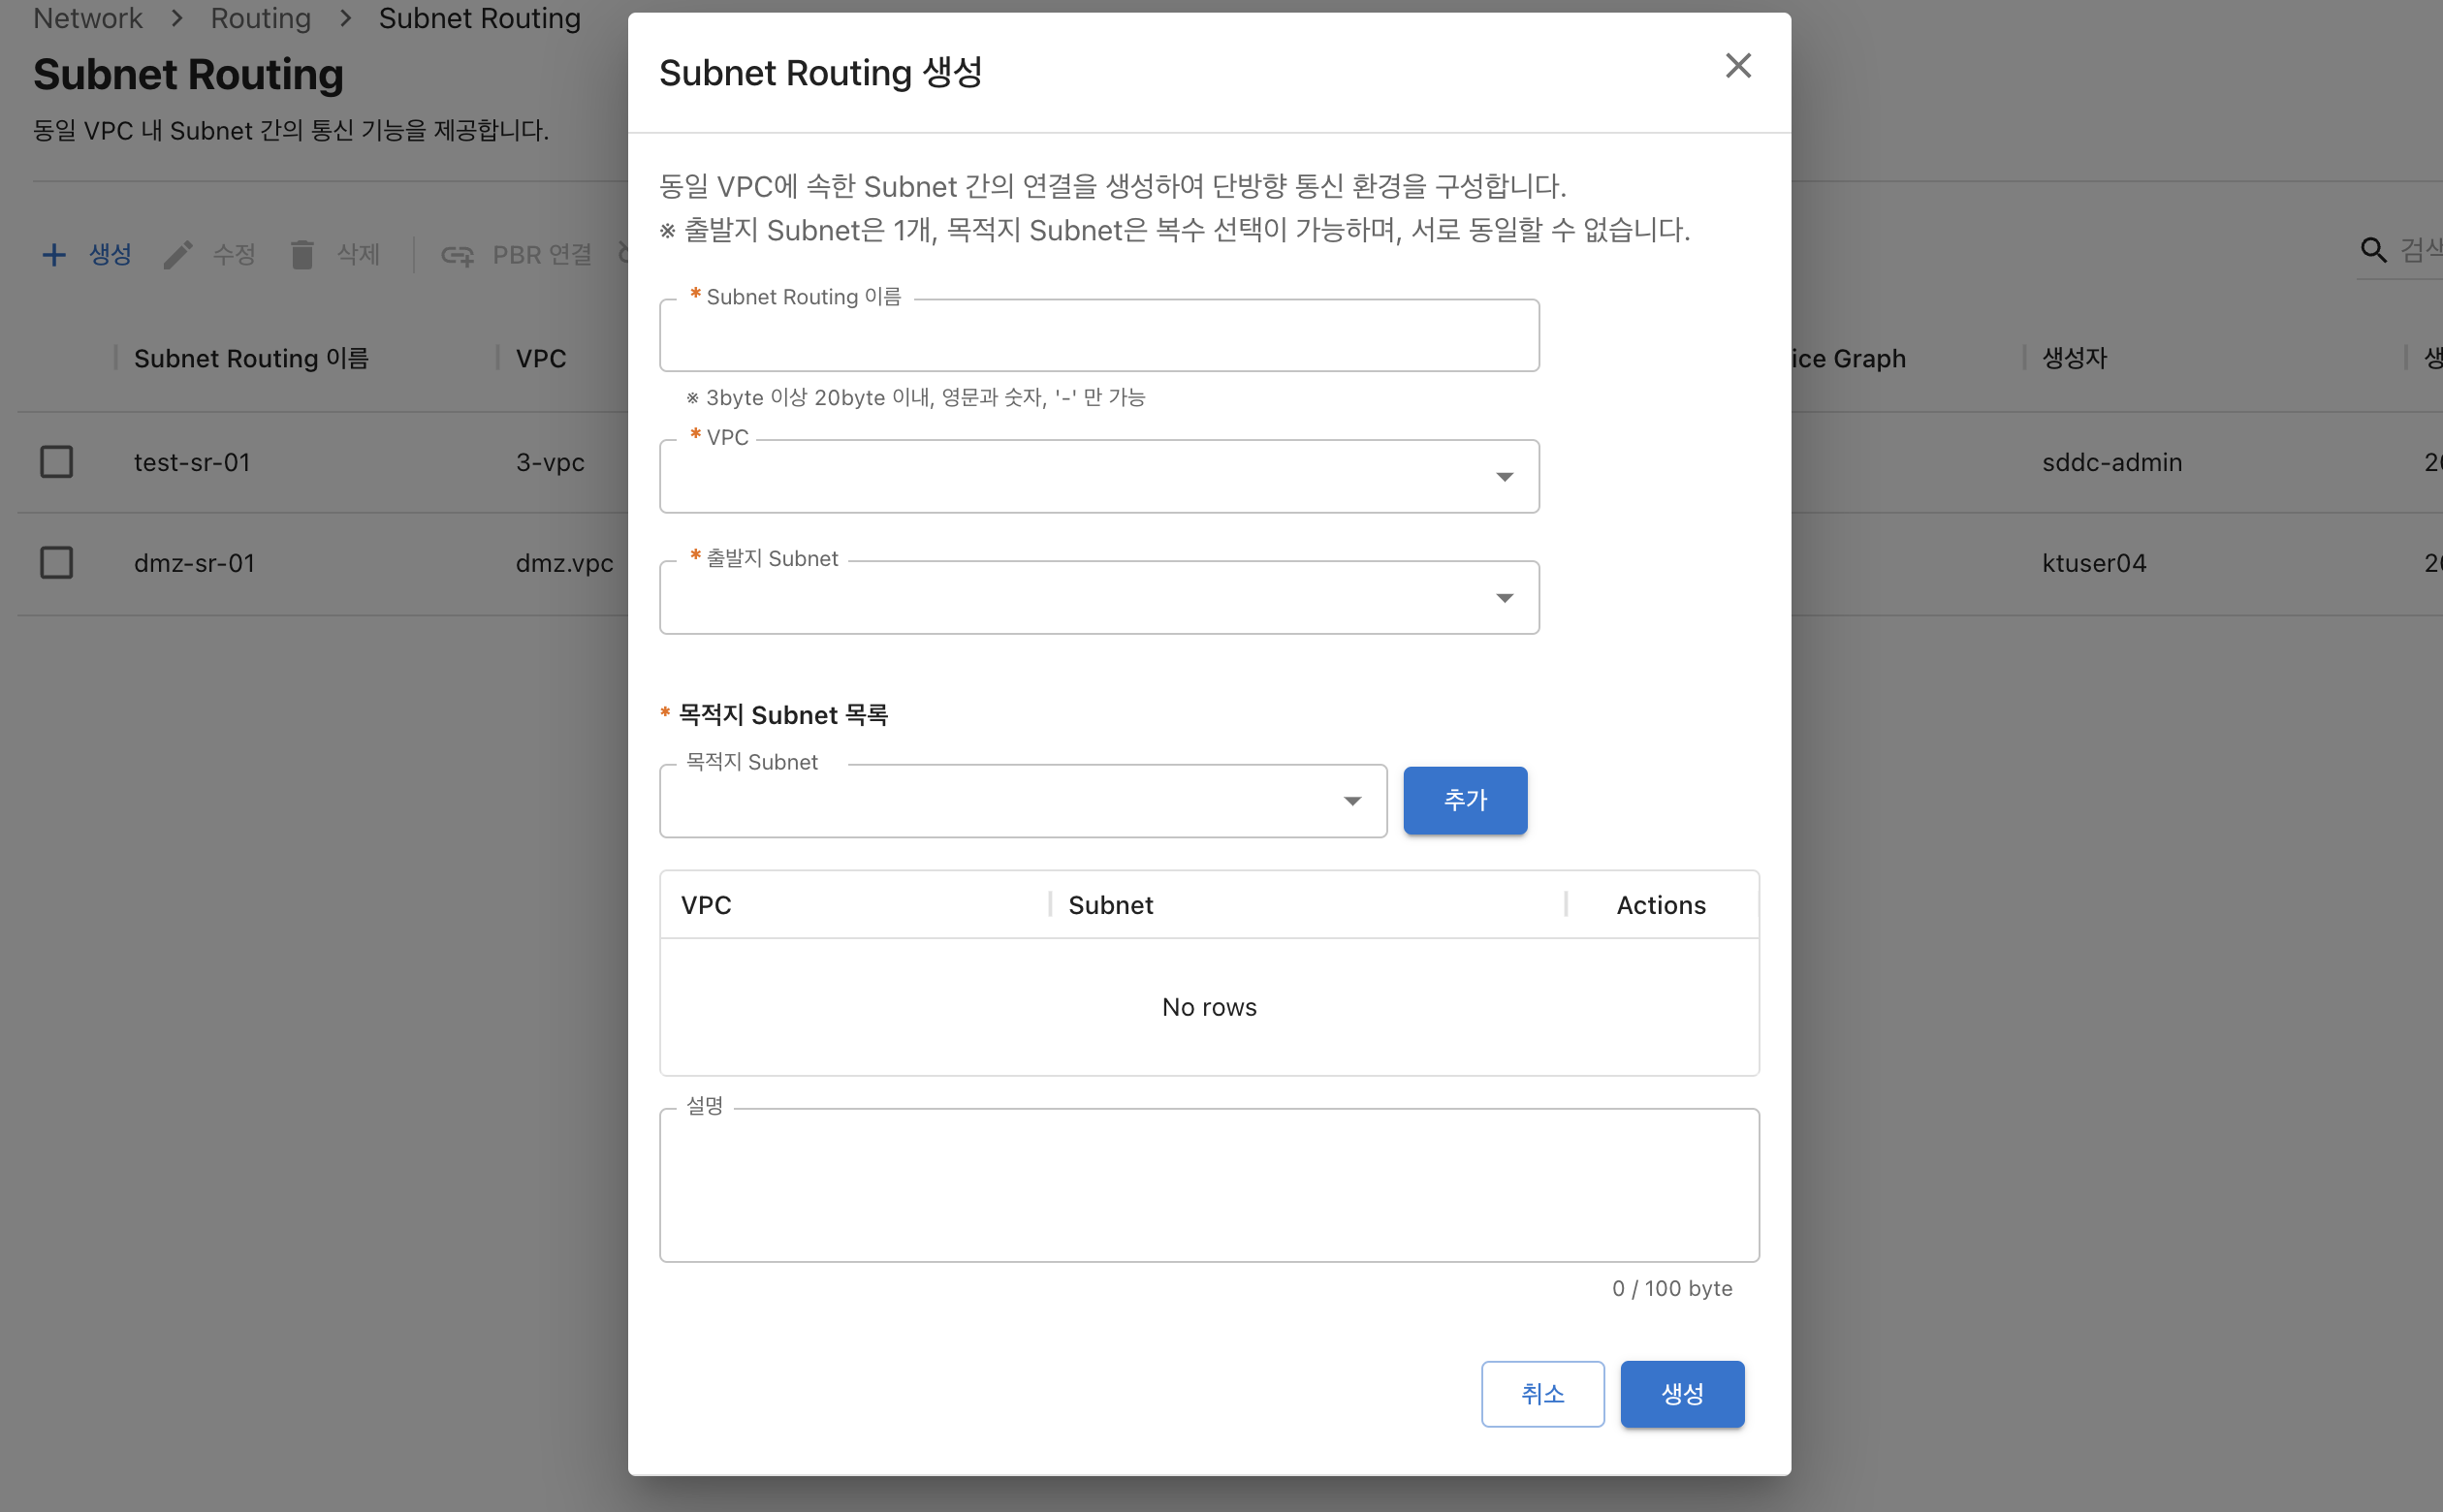 Network > Routing > Subnet Routing
Subnet Routing
동일 VPC 내 Subnet 간의 통신 기능을 제공합니다.
생성 수정 삭제 PBR 연결
Subnet Routing 이름 VPC ice Graph 생성자
test-sr-01 3-vpc sddc-admin
dmz-sr-01 dmz.vpc ktuser04
Subnet Routing 생성
동일 VPC에 속한 Subnet 간의 연결을 생성하여 단방향 통신 환경을 구성합니다.
※ 출발지 Subnet은 1개, 목적지 Subnet은 복수 선택이 가능하며, 서로 동일할 수 없습니다.
* Subnet Routing 이름
※ 3byte 이상 20byte 이내, 영문과 숫자, '-' 만 가능
* VPC
* 출발지 Subnet
* 목적지 Subnet 목록
목적지 Subnet
추가
VPC Subnet Actions
No rows
설명
0 / 100 byte
취소 생성